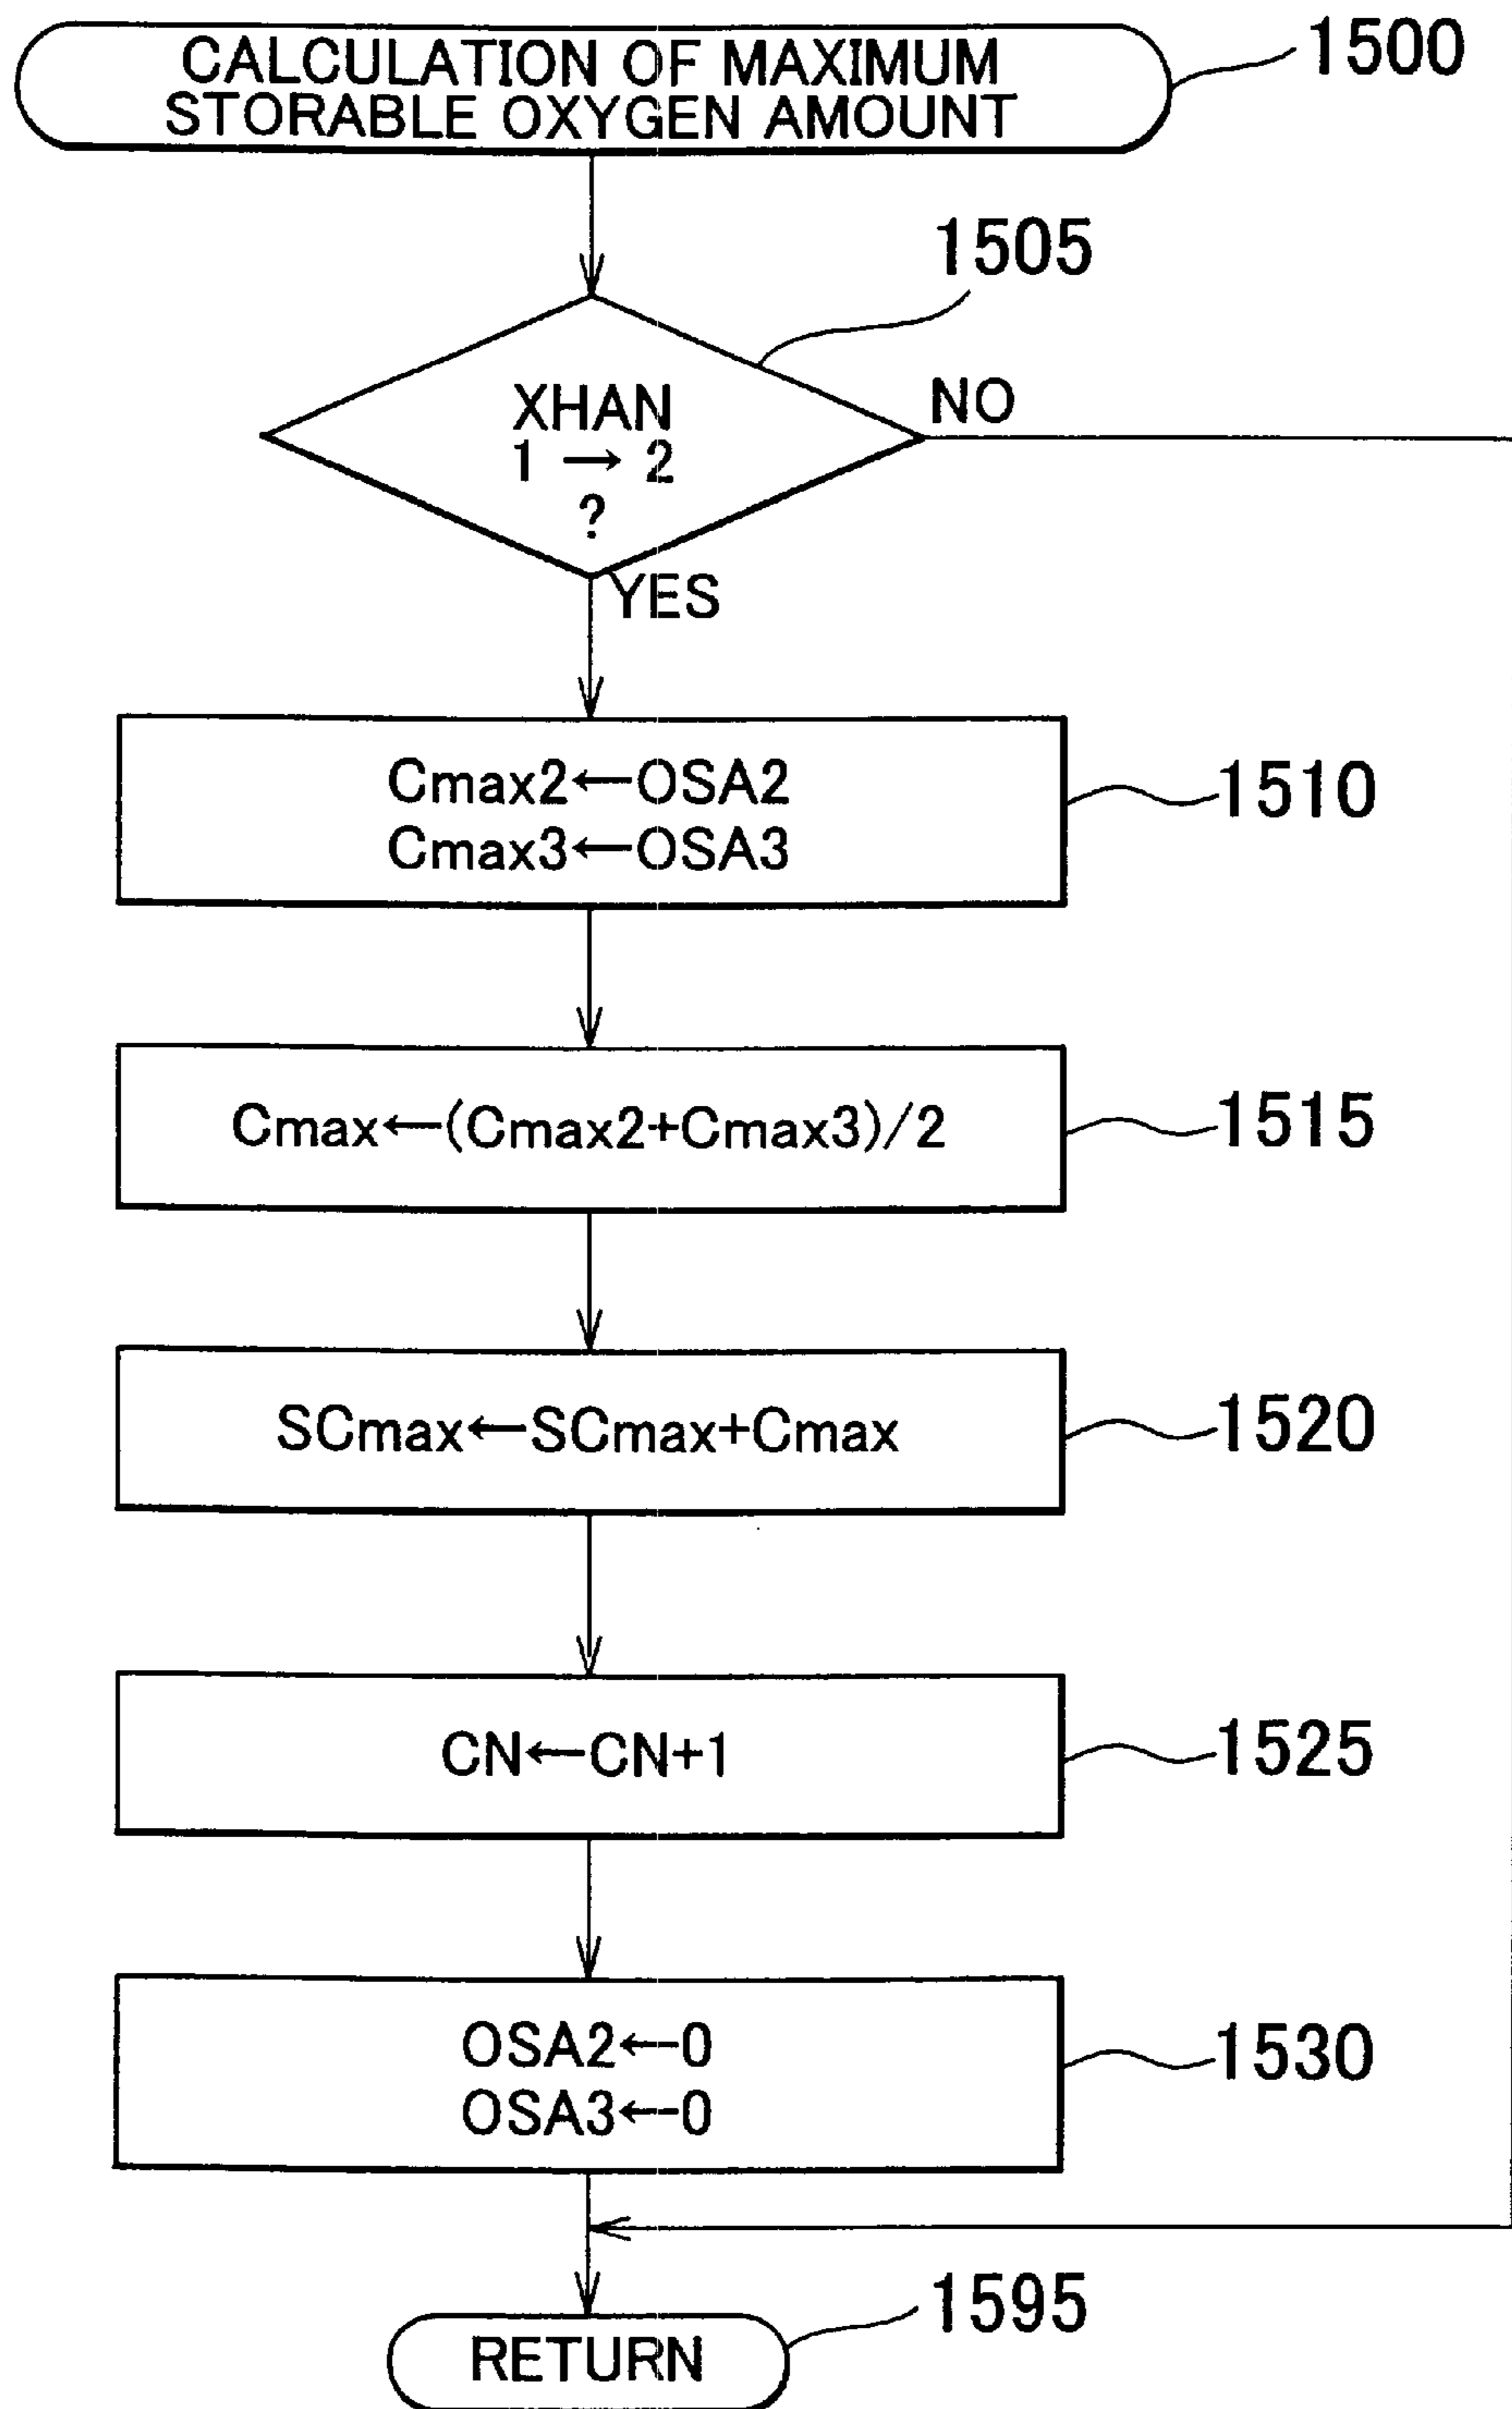 CALCULATION OF MAXIMUM
STORABLE OXYGEN AMOUNT
1500
1505
XHAN
1 → 2
?
NO
YES
Cmax2←OSA2
Cmax3←OSA3
1510
Cmax←(Cmax2+Cmax3)/2
1515
SCmax←SCmax+Cmax
1520
CN←CN+1
1525
OSA2←0
OSA3←0
1530
RETURN
1595